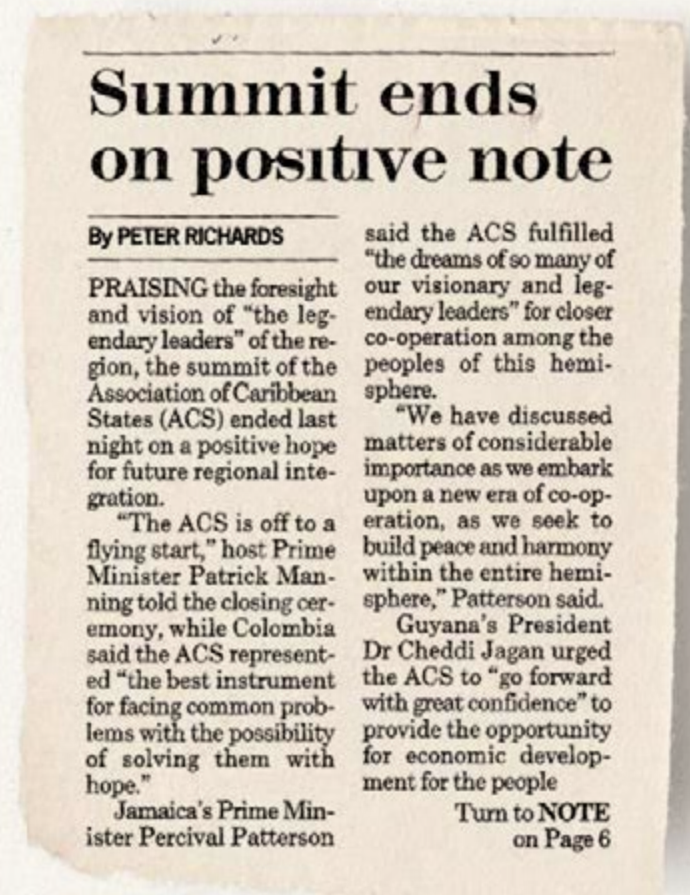 Summit ends
on positive note
By PETER RICHARDS
PRAISING the foresight
and vision of “the leg-
endary leaders” of the re-
gion, the summit of the
Association of Caribbean
States (ACS) ended last
night on a positive hope
for future regional inte-
gration.
“The ACS is off to a
flying start,” host Prime
Minister Patrick Man-
ning told the closing cer-
emony, while Colombia
said the ACS represent-
ed “the best instrument
for facing common prob-
lems with the possibility
of solving them with
hope.”
Jamaica’s Prime Min-
ister Percival Patterson
said the ACS fulfilled
“the dreams of so many of
our visionary and leg-
endary leaders” for closer
co-operation among the
peoples of this hemi-
sphere.
“We have discussed
matters of considerable
importance as we embark
upon a new era of co-op-
eration, as we seek to
build peace and harmony
within the entire hemi-
sphere,” Patterson said.
Guyana’s President
Dr Cheddi Jagan urged
the ACS to “go forward
with great confidence” to
provide the opportunity
for economic develop-
ment for the people
Turn to NOTE
on Page 6